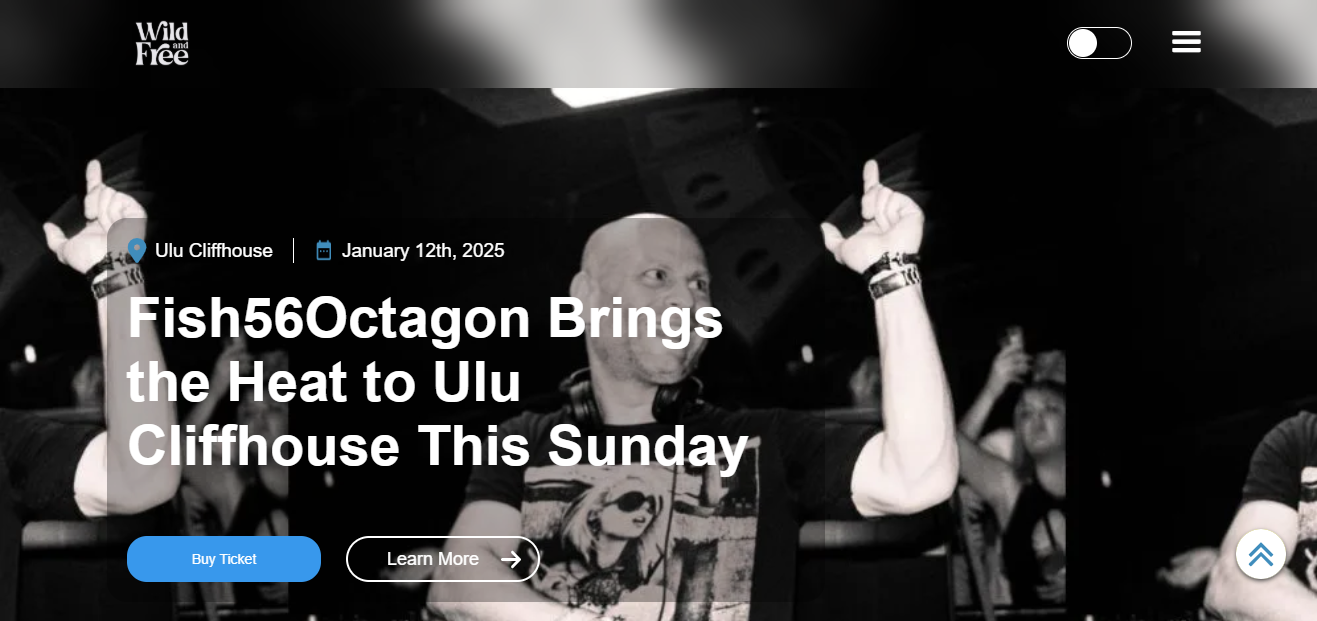 Wild
and
Free
Ulu Cliffhouse
January 12th, 2025
Fish56Octagon Brings
the Heat to Ulu
Cliffhouse This Sunday
Buy Ticket
Learn More